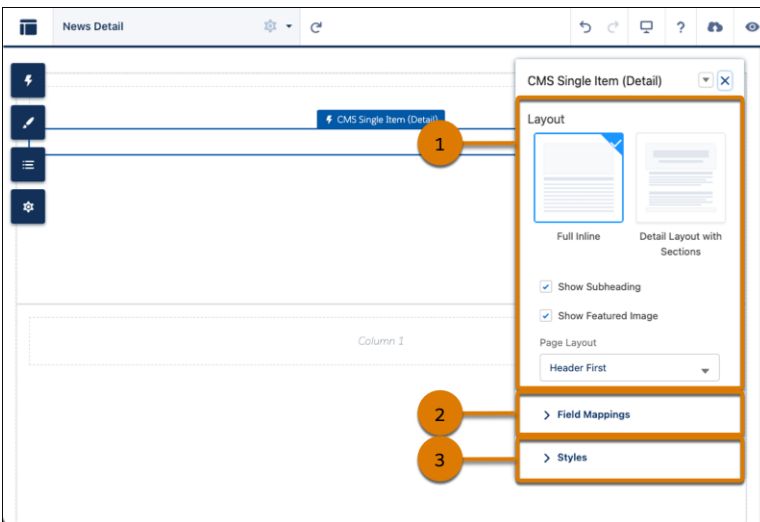 News Detail
?
CMS Single Item (Detail)
CMS Single Item (Detail)
Layout
1
Full Inline
Detail Layout with
Sections
Show Subheading
Show Featured Image
Page Layout
Column 1
Header First
2
Field Mappings
3
Styles